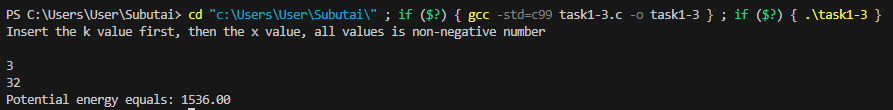 PS C:\Users\User\Subutai> cd "c:\Users\User\Subutai\" ; if ($?) { gcc -std=c99 task1-3.c -o task1-3 } ; if ($?) { .\task1-3 }
Insert the k value first, then the x value, all values is non-negative number
3
32
Potential energy equals: 1536.00